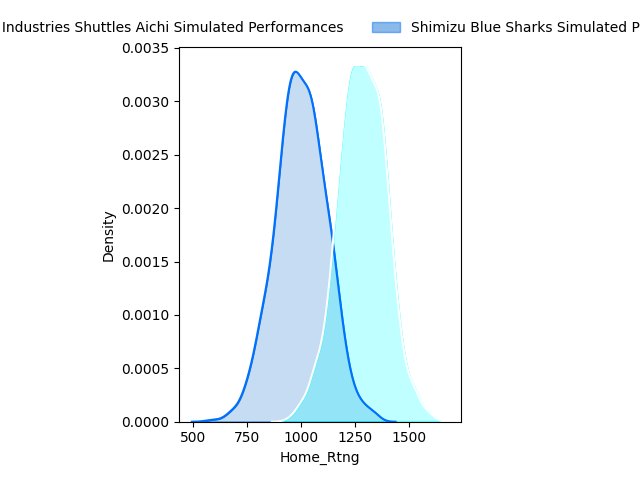 Industries Shuttles Aichi Simulated Performances Shimizu Blue Sharks Simulated P
0.0035
0.0030
0.0025
0.0020
0.0015
0.0010
0.0005
0.0000
Density
500 750 1000 1250 1500
Home_Rtng